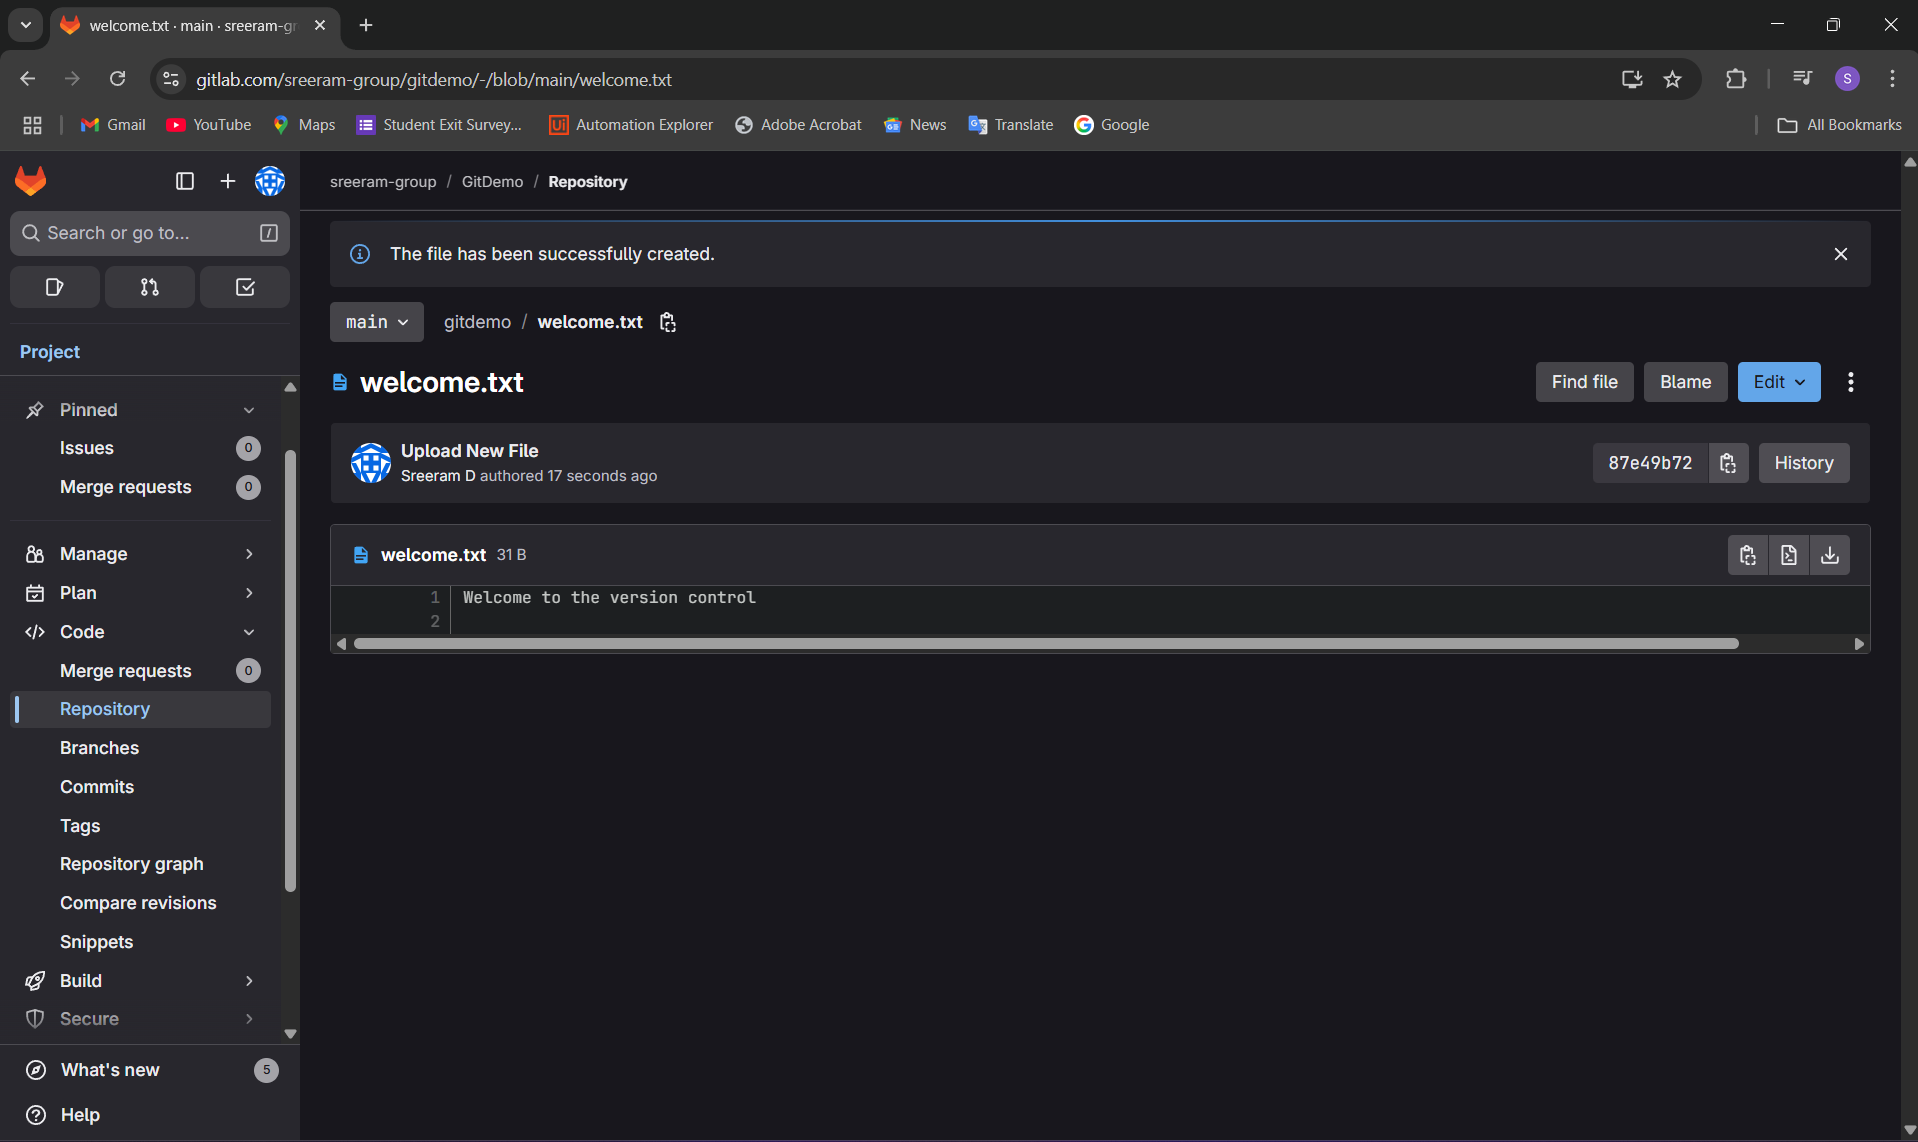 welcome.txt · main · sreeram-gr
gitlab.com/sreeram-group/gitdemo/-/blob/main/welcome.txt
S
Gmail YouTube Maps Student Exit Survey... Automation Explorer Adobe Acrobat News Translate Google All Bookmarks
sreeram-group / GitDemo / Repository
Search or go to... /
The file has been successfully created.
main gitdemo / welcome.txt
Project
welcome.txt Find file Blame Edit
Pinned
Issues 0
Merge requests 0
Upload New File
Sreeram D authored 17 seconds ago
87e49b72 History
Manage
Plan
Code
Merge requests 0
Repository
Branches
Commits
Tags
Repository graph
Compare revisions
Snippets
Build
Secure
What's new 5
Help
welcome.txt 31 B
1 Welcome to the version control
2